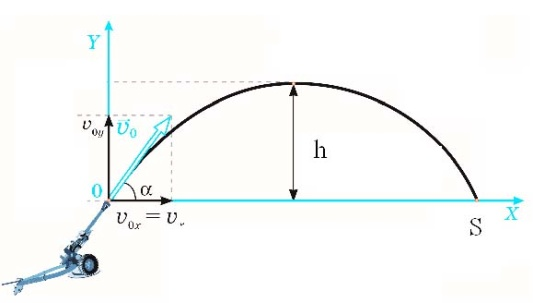 Y
v₀y v₀
h
0 α
v₀ₓ = v
X
S